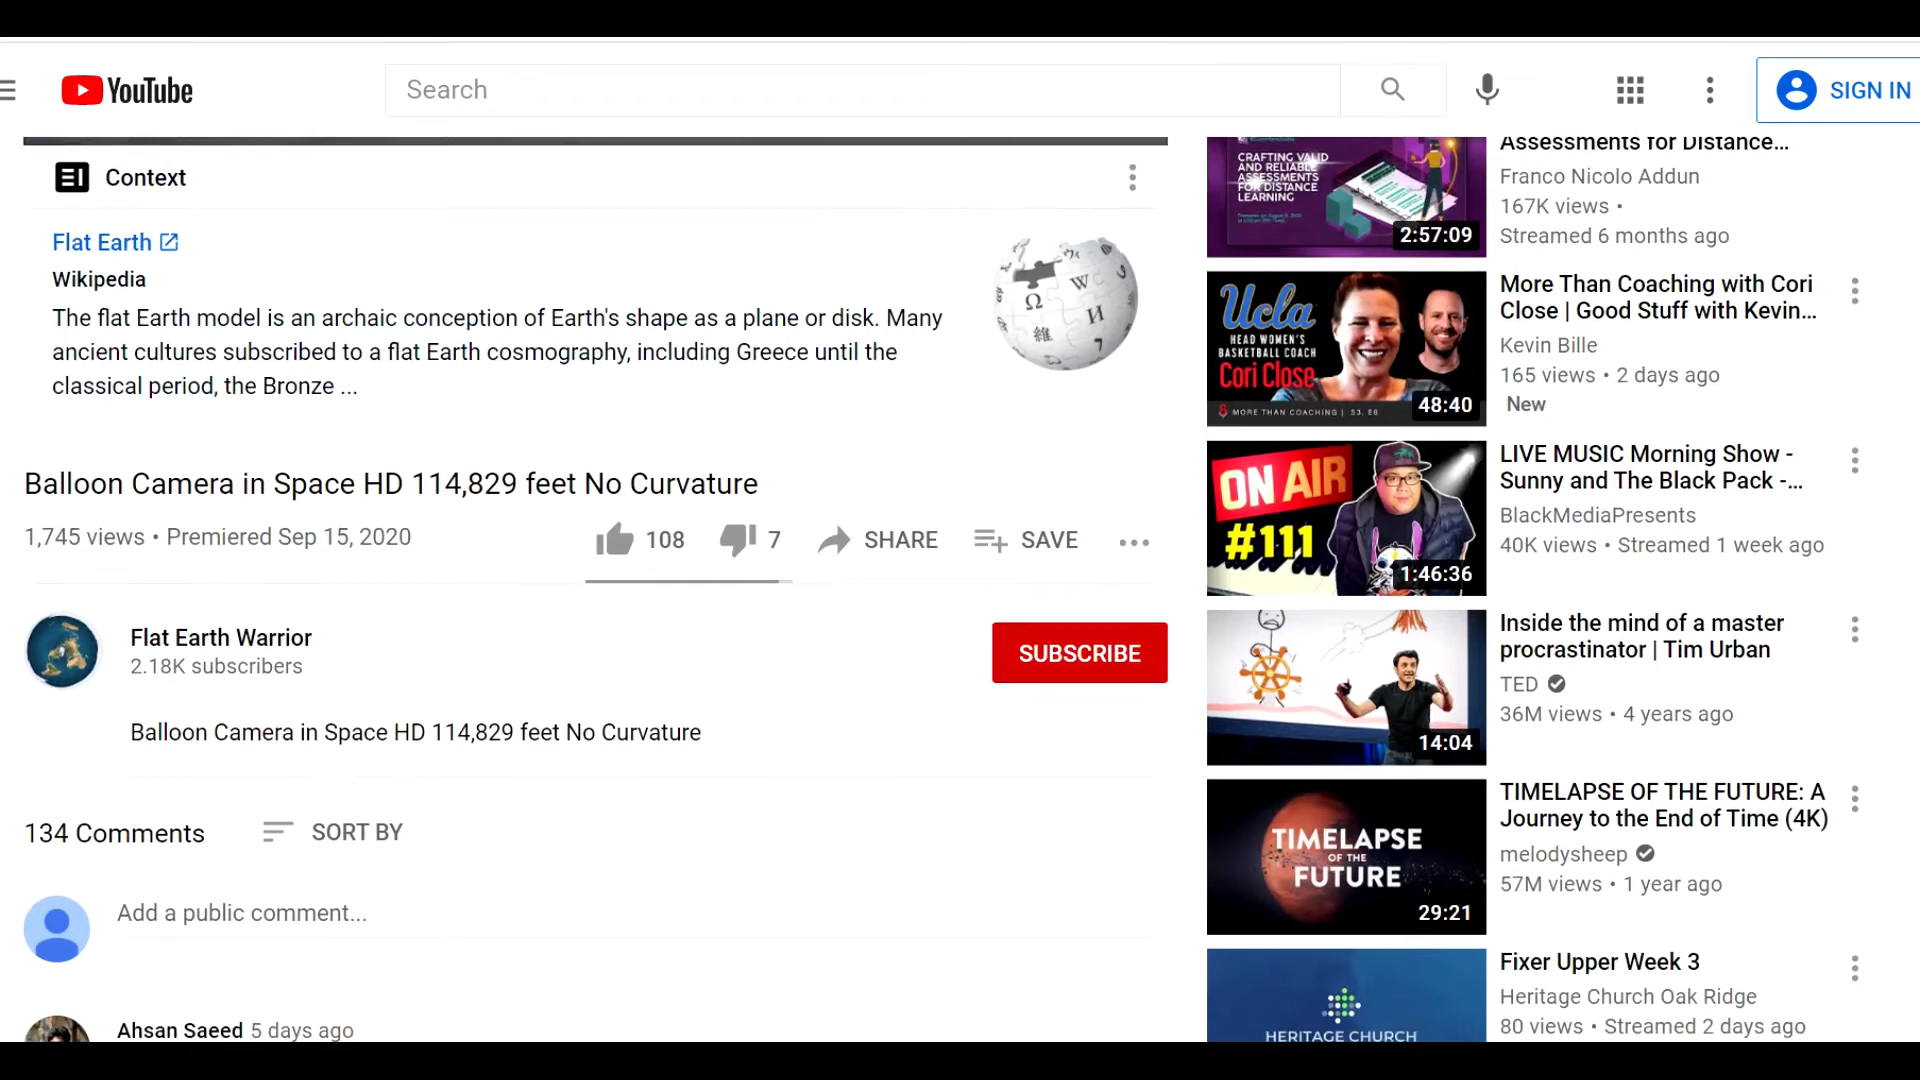 YouTube
Search
SIGN IN
Context
Flat Earth
Wikipedia
The flat Earth model is an archaic conception of Earth's shape as a plane or disk. Many
ancient cultures subscribed to a flat Earth cosmography, including Greece until the
classical period, the Bronze ...
Balloon Camera in Space HD 114,829 feet No Curvature
1,745 views • Premiered Sep 15, 2020
108
7
SHARE
SAVE
Flat Earth Warrior
2.18K subscribers
SUBSCRIBE
Balloon Camera in Space HD 114,829 feet No Curvature
134 Comments
SORT BY
Add a public comment...
Ahsan Saeed 5 days ago
CRAFTING VALID
AND RELIABLE
ASSESSMENTS
FOR DISTANCE
LEARNING
2:57:09
Assessments for Distance...
Franco Nicolo Addun
167K views •
Streamed 6 months ago
Ucla
HEAD WOMEN'S
BASKETBALL COACH
Cori Close
MORE THAN COACHING | S3, E6
48:40
More Than Coaching with Cori
Close | Good Stuff with Kevin...
Kevin Bille
165 views • 2 days ago
New
ON AIR
#111
1:46:36
LIVE MUSIC Morning Show -
Sunny and The Black Pack -...
BlackMediaPresents
40K views • Streamed 1 week ago
14:04
Inside the mind of a master
procrastinator | Tim Urban
TED
36M views • 4 years ago
TIMELAPSE
OF THE
FUTURE
29:21
TIMELAPSE OF THE FUTURE: A
Journey to the End of Time (4K)
melodysheep
57M views • 1 year ago
HERITAGE CHURCH
Fixer Upper Week 3
Heritage Church Oak Ridge
80 views • Streamed 2 days ago